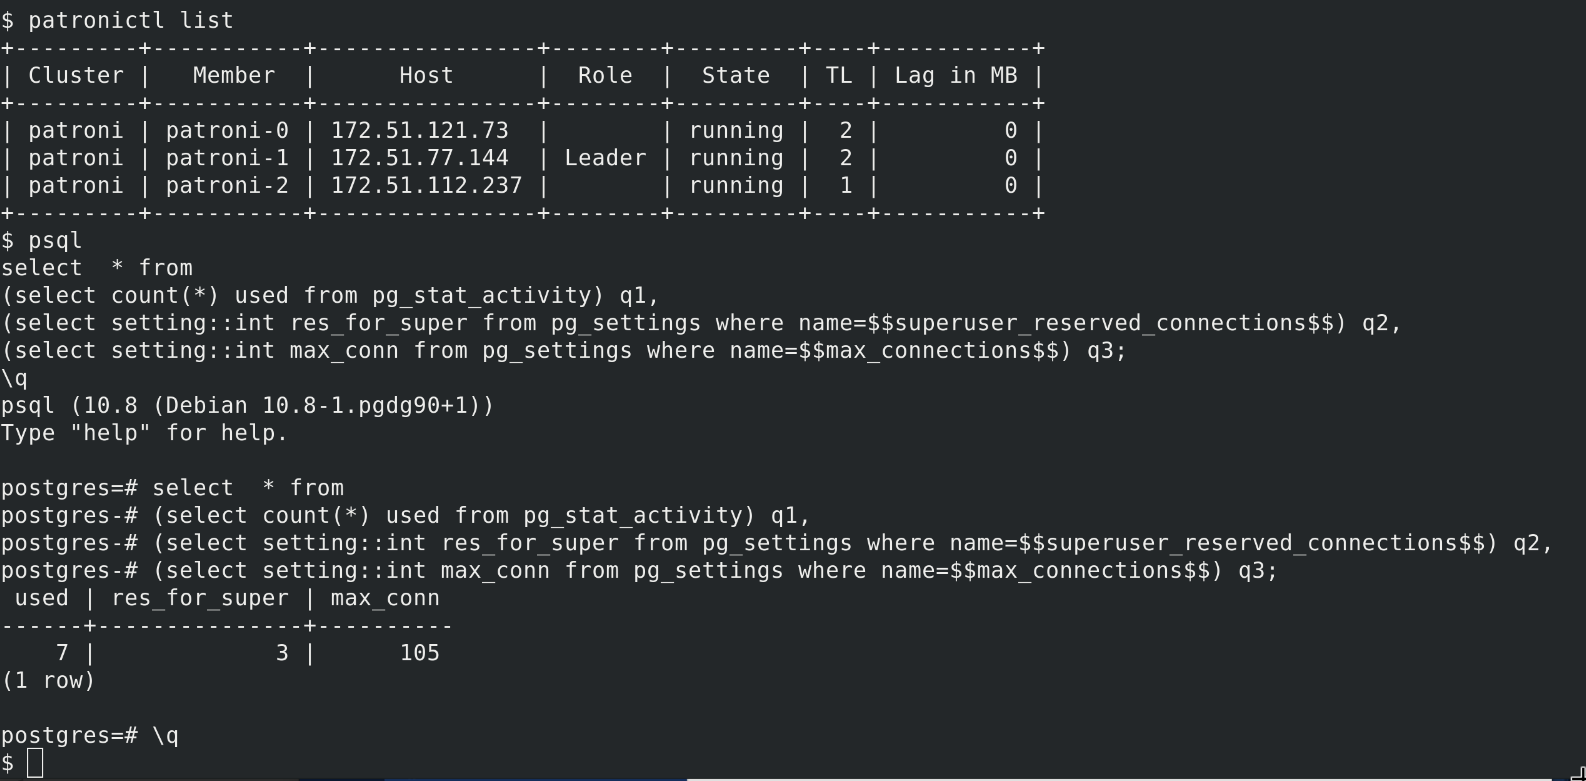 $ patronictl list
+---------+-----------+----------------+--------+---------+----+-----------+
| Cluster |   Member  |      Host      |  Role  |  State  | TL | Lag in MB |
+---------+-----------+----------------+--------+---------+----+-----------+
| patroni | patroni-0 | 172.51.121.73  |        | running |  2 |         0 |
| patroni | patroni-1 | 172.51.77.144  | Leader | running |  2 |         0 |
| patroni | patroni-2 | 172.51.112.237 |        | running |  1 |         0 |
+---------+-----------+----------------+--------+---------+----+-----------+
$ psql
select  * from
(select count(*) used from pg_stat_activity) q1,
(select setting::int res_for_super from pg_settings where name=$$superuser_reserved_connections$$) q2,
(select setting::int max_conn from pg_settings where name=$$max_connections$$) q3;
\q
psql (10.8 (Debian 10.8-1.pgdg90+1))
Type "help" for help.

postgres=# select  * from
postgres-# (select count(*) used from pg_stat_activity) q1,
postgres-# (select setting::int res_for_super from pg_settings where name=$$superuser_reserved_connections$$) q2,
postgres-# (select setting::int max_conn from pg_settings where name=$$max_connections$$) q3;
 used | res_for_super | max_conn
------+---------------+----------
    7 |             3 |      105
(1 row)

postgres=# \q
$